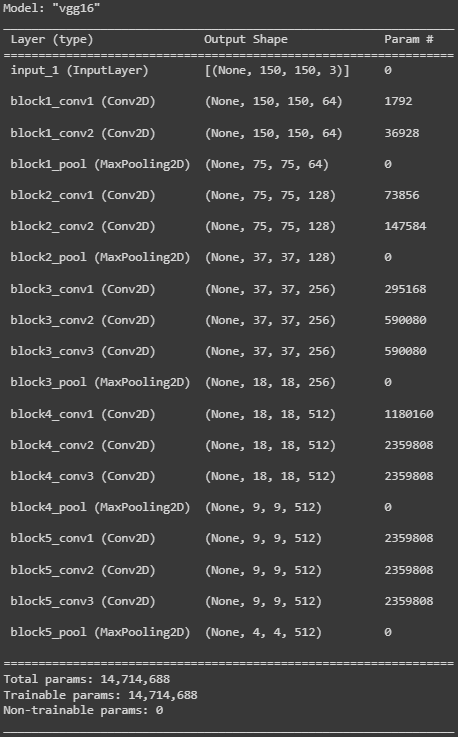 Model: "vgg16"
Layer (type) Output Shape Param #
input_1 (InputLayer) [(None, 150, 150, 3)] 0
block1_conv1 (Conv2D) (None, 150, 150, 64) 1792
block1_conv2 (Conv2D) (None, 150, 150, 64) 36928
block1_pool (MaxPooling2D) (None, 75, 75, 64) 0
block2_conv1 (Conv2D) (None, 75, 75, 128) 73856
block2_conv2 (Conv2D) (None, 75, 75, 128) 147584
block2_pool (MaxPooling2D) (None, 37, 37, 128) 0
block3_conv1 (Conv2D) (None, 37, 37, 256) 295168
block3_conv2 (Conv2D) (None, 37, 37, 256) 590080
block3_conv3 (Conv2D) (None, 37, 37, 256) 590080
block3_pool (MaxPooling2D) (None, 18, 18, 256) 0
block4_conv1 (Conv2D) (None, 18, 18, 512) 1180160
block4_conv2 (Conv2D) (None, 18, 18, 512) 2359808
block4_conv3 (Conv2D) (None, 18, 18, 512) 2359808
block4_pool (MaxPooling2D) (None, 9, 9, 512) 0
block5_conv1 (Conv2D) (None, 9, 9, 512) 2359808
block5_conv2 (Conv2D) (None, 9, 9, 512) 2359808
block5_conv3 (Conv2D) (None, 9, 9, 512) 2359808
block5_pool (MaxPooling2D) (None, 4, 4, 512) 0
Total params: 14,714,688
Trainable params: 14,714,688
Non-trainable params: 0